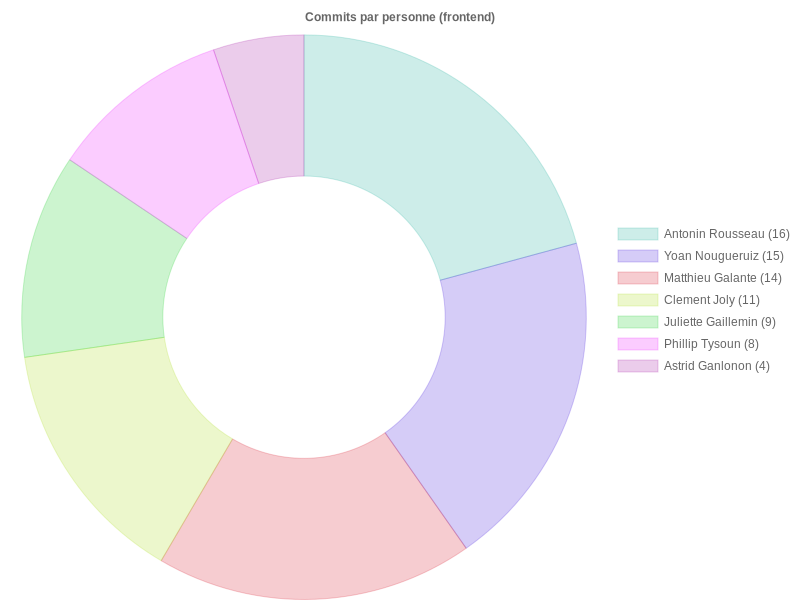 Commits par personne (frontend)
Antonin Rousseau (16)
Yoan Nougueruiz (15)
Matthieu Galante (14)
Clement Joly (11)
Juliette Gaillemin (9)
Phillip Tysoun (8)
Astrid Ganlonon (4)